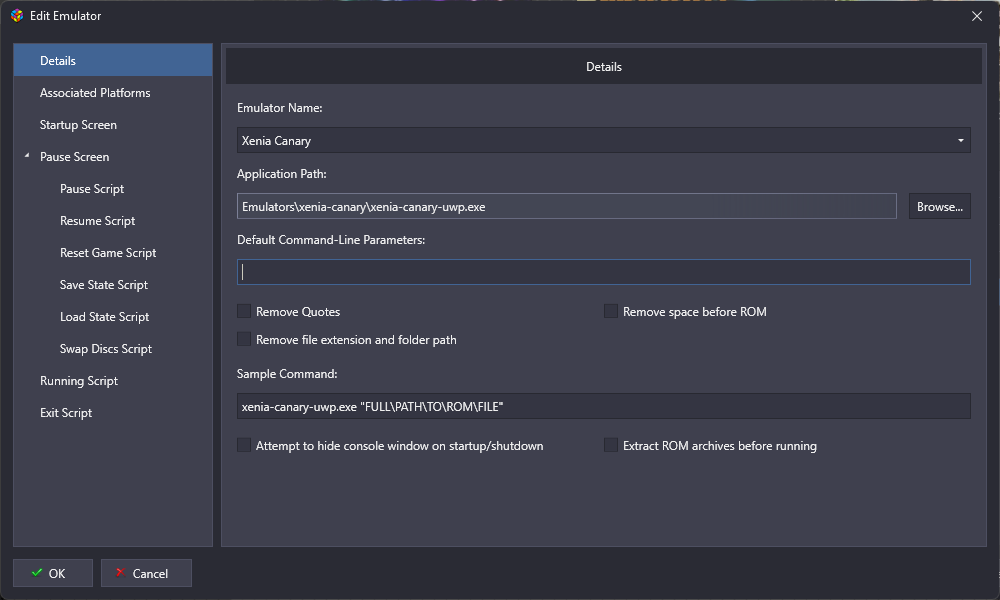 Edit Emulator
Details
Associated Platforms
Startup Screen
Pause Screen
Pause Script
Resume Script
Reset Game Script
Save State Script
Load State Script
Swap Discs Script
Running Script
Exit Script
Details
Emulator Name:
Xenia Canary
Application Path:
Emulators\xenia-canary\xenia-canary-uwp.exe
Browse...
Default Command-Line Parameters:
Remove Quotes
Remove space before ROM
Remove file extension and folder path
Sample Command:
xenia-canary-uwp.exe "FULL\PATH\TO\ROM\FILE"
Attempt to hide console window on startup/shutdown
Extract ROM archives before running
OK
Cancel